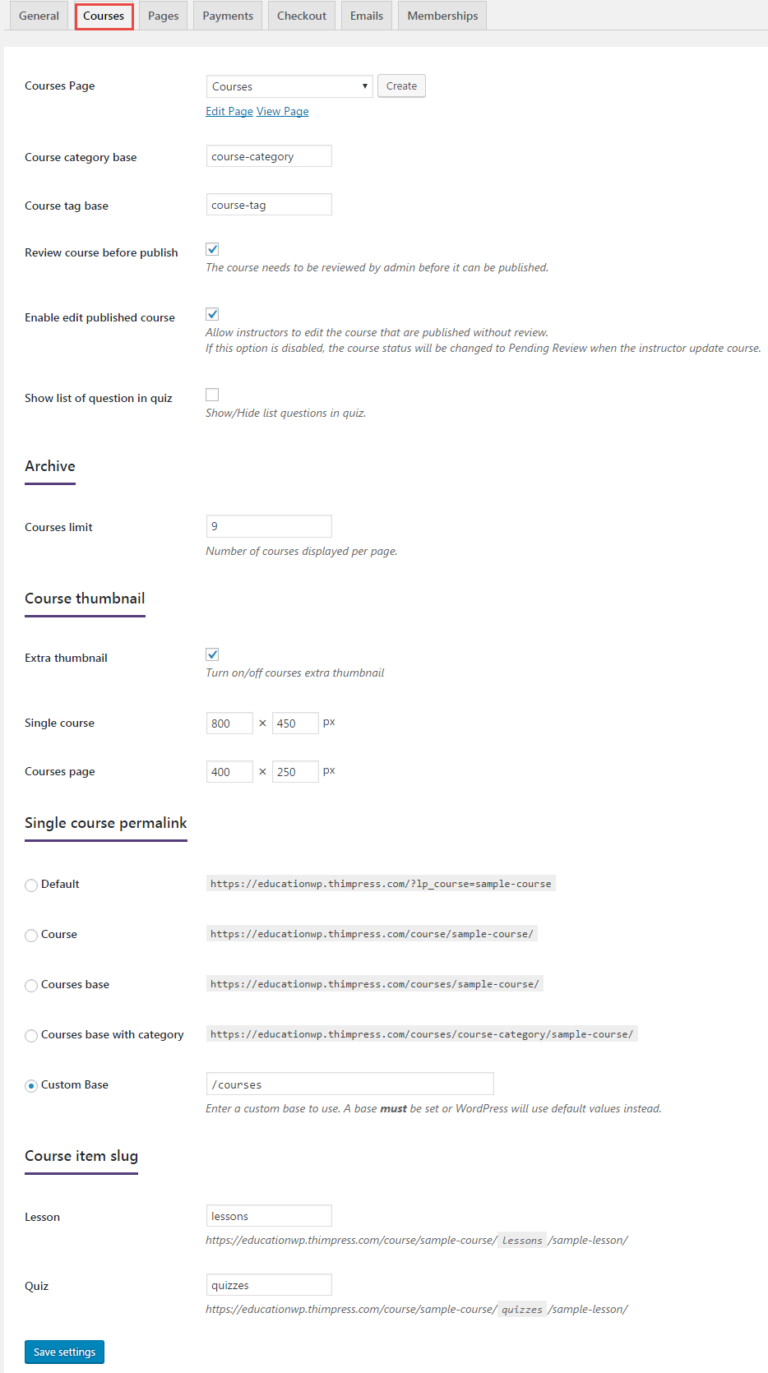 General Courses Pages Payments Checkout Emails Memberships
Courses Page Courses Create
Edit Page View Page
Course category base course-category
Course tag base course-tag
Review course before publish
The course needs to be reviewed by admin before it can be published.
Enable edit published course
Allow instructors to edit the course that are published without review.
If this option is disabled, the course status will be changed to Pending Review when the instructor update course.
Show list of question in quiz
Show/Hide list questions in quiz.
Archive
Courses limit 9
Number of courses displayed per page.
Course thumbnail
Extra thumbnail
Turn on/off courses extra thumbnail
Single course 800 × 450 px
Courses page 400 × 250 px
Single course permalink
Default https://educationwp.thimpress.com/?lp_course=sample-course
Course https://educationwp.thimpress.com/course/sample-course/
Courses base https://educationwp.thimpress.com/courses/sample-course/
Courses base with category https://educationwp.thimpress.com/courses/course-category/sample-course/
Custom Base /courses
Enter a custom base to use. A base must be set or WordPress will use default values instead.
Course item slug
Lesson lessons
https://educationwp.thimpress.com/course/sample-course/ lessons /sample-lesson/
Quiz quizzes
https://educationwp.thimpress.com/course/sample-course/ quizzes /sample-lesson/
Save settings